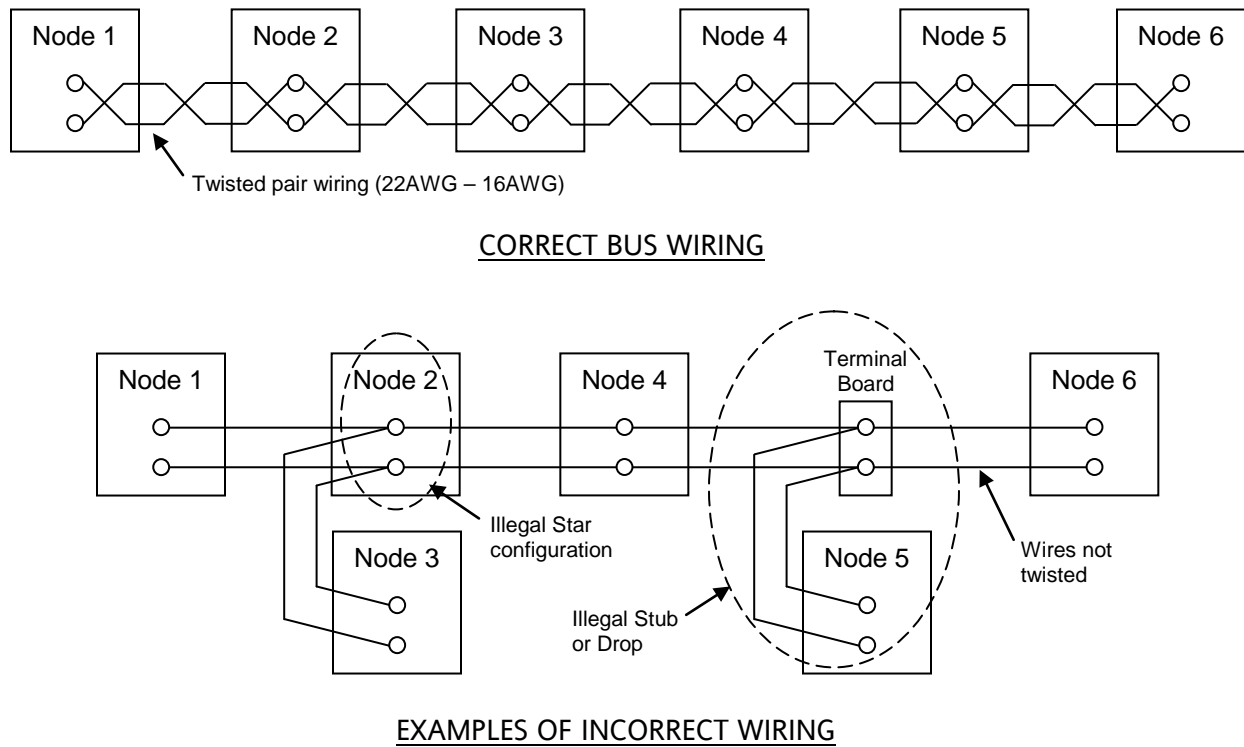 Node 1
Node 2
Node 3
Node 4
Node 5
Node 6
Twisted pair wiring (22AWG – 16AWG)
CORRECT BUS WIRING
Node 1
Node 2
Node 4
Terminal
Board
Node 6
Illegal Star
configuration
Node 3
Node 5
Wires not
twisted
Illegal Stub
or Drop
EXAMPLES OF INCORRECT WIRING